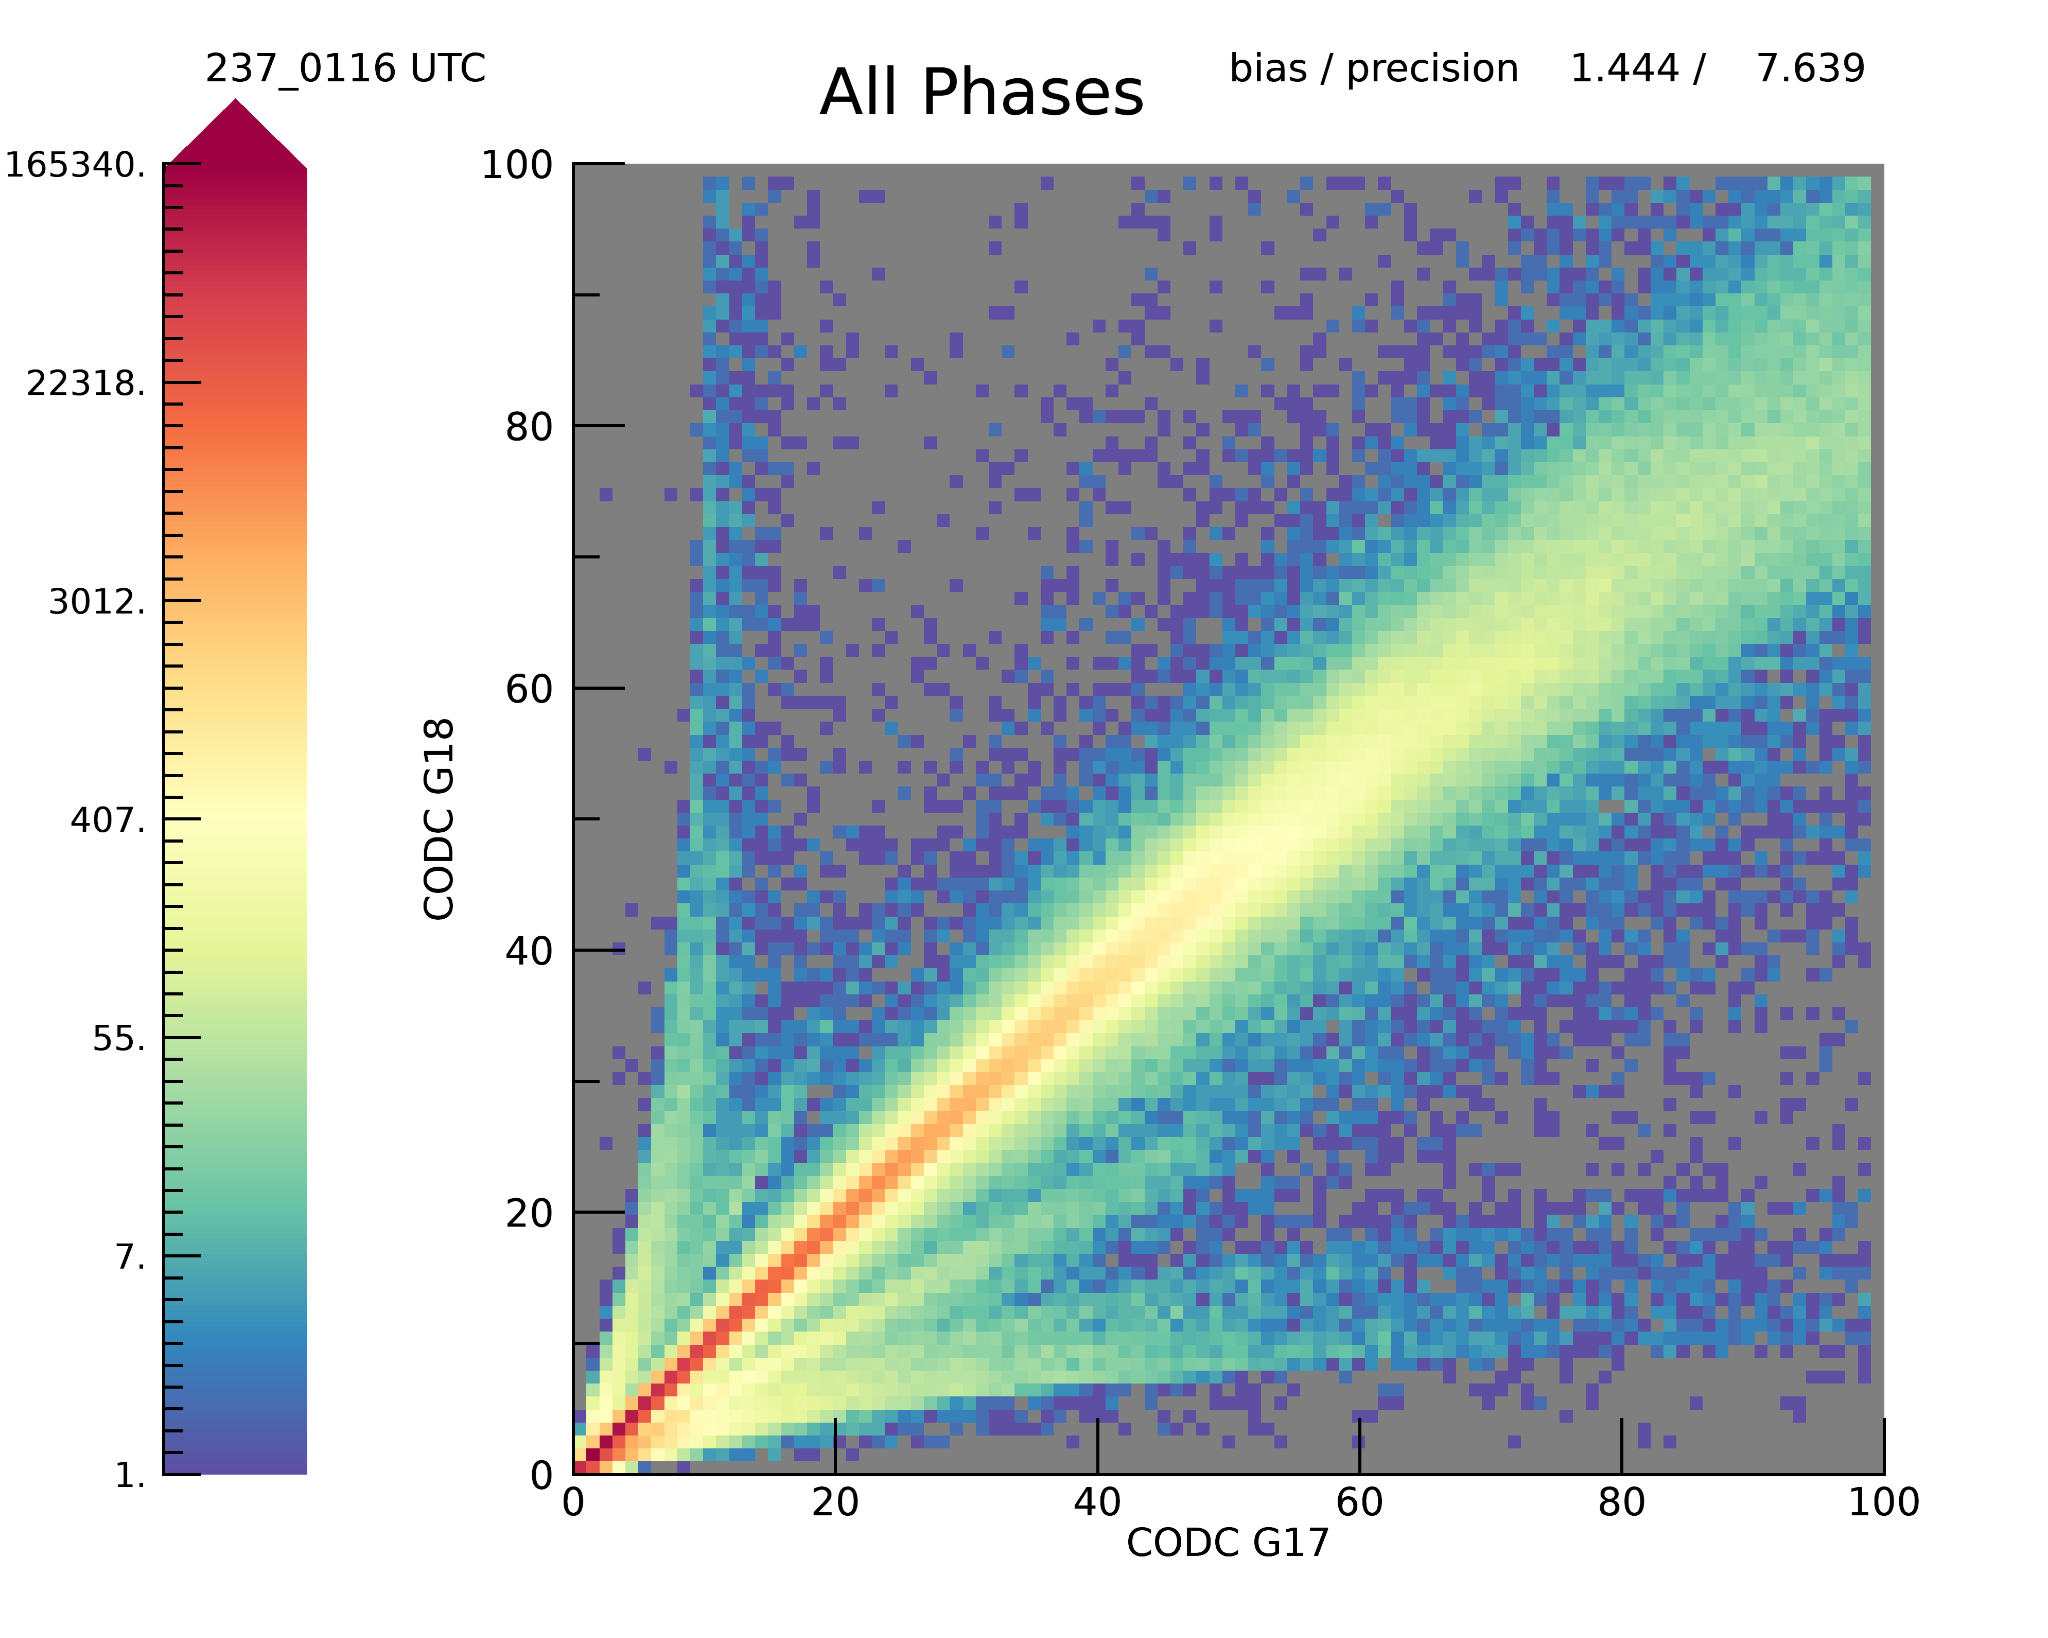 237_0116 UTC
All Phases
bias / precision 1.444 / 7.639
165340.
22318.
3012.
407.
55.
7.
1.
CODC G18
100
80
60
40
20
0
0 20 40 60 80 100
CODC G17